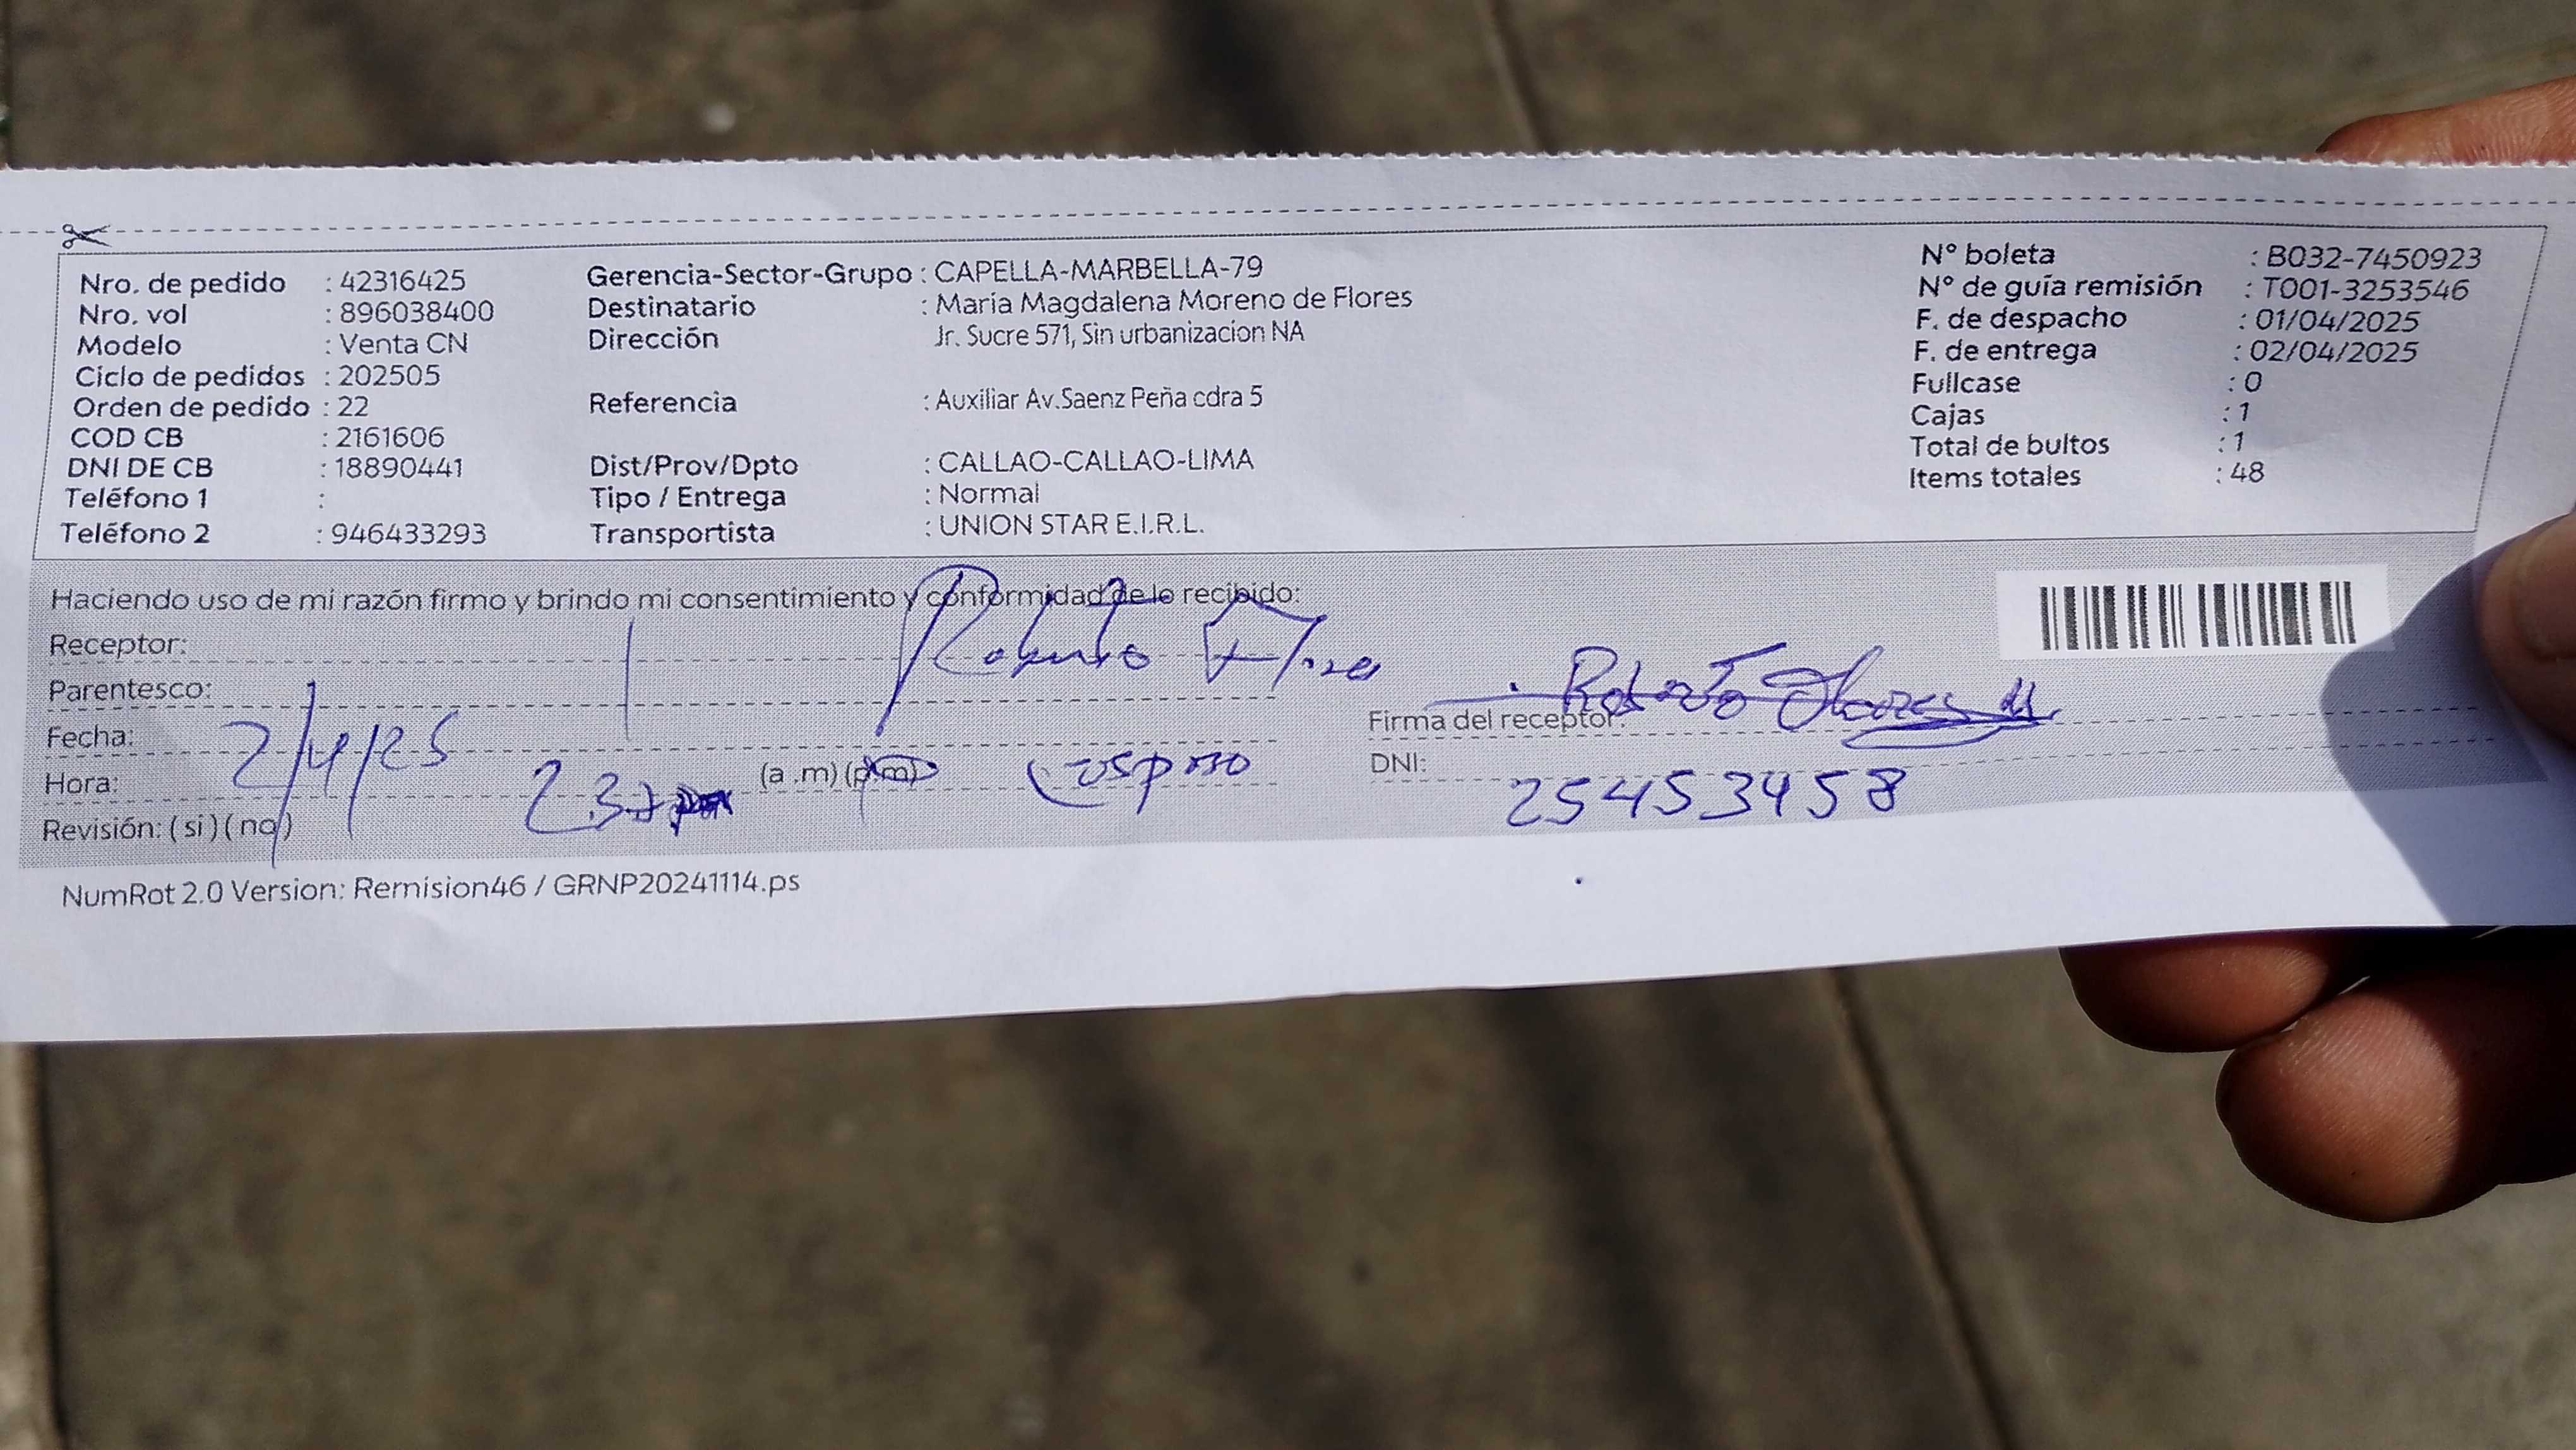 Nro. de pedido : 42316425
Nro. vol : 896038400
Modelo : Venta CN
Ciclo de pedidos : 202505
Orden de pedido : 22
COD CB : 2161606
DNI DE CB : 18890441
Teléfono 1 :
Teléfono 2 : 946433293
Gerencia-Sector-Grupo : CAPELLA-MARBELLA-79
Destinatario : Maria Magdalena Moreno de Flores
Dirección Jr. Sucre 571, Sin urbanizacion NA
Referencia : Auxiliar Av.Saenz Peña cdra 5
Dist/Prov/Dpto : CALLAO-CALLAO-LIMA
Tipo / Entrega : Normal
Transportista : UNION STAR E.I.R.L.
N° boleta : B032-7450923
N° de guía remisión : T001-3253546
F. de despacho : 01/04/2025
F. de entrega : 02/04/2025
Fullcase : 0
Cajas : 1
Total de bultos : 1
Items totales : 48
Haciendo uso de mi razón firmo y brindo mi consentimiento y conformidad de lo recibido:
Receptor: Roberto Flores
Parentesco:
Fecha: 2/4/25
Hora: (a .m) (p.m) Esposo
Revisión: ( si ) ( no )
Firma del receptor: Roberto Flores M
DNI: 25453458
NumRot 2.0 Version: Remision46 / GRNP20241114.ps